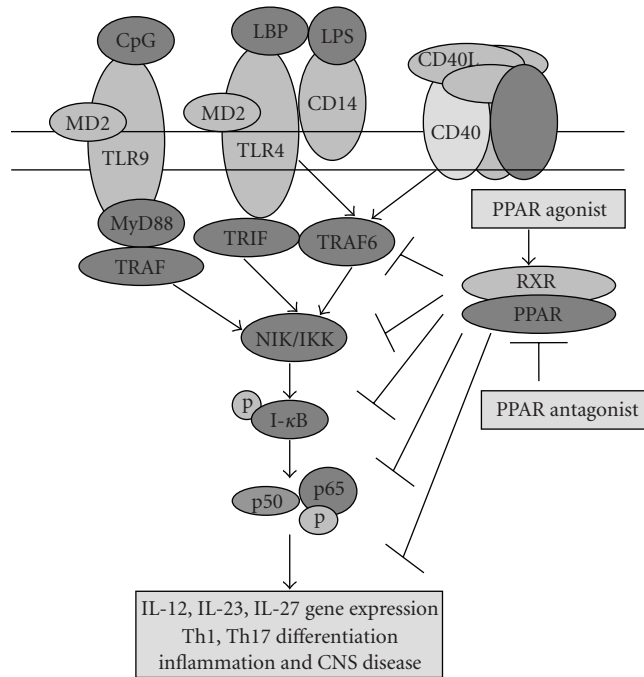 CpG
LBP
LPS
CD40L
MD2
MD2
CD14
CD40
TLR9
TLR4
MyD88
TRAF
TRIF
TRAF6
PPAR agonist
RXR
PPAR
PPAR antagonist
NIK/IKK
p
I-κB
p50
p65
p
IL-12, IL-23, IL-27 gene expression
Th1, Th17 differentiation
inflammation and CNS disease